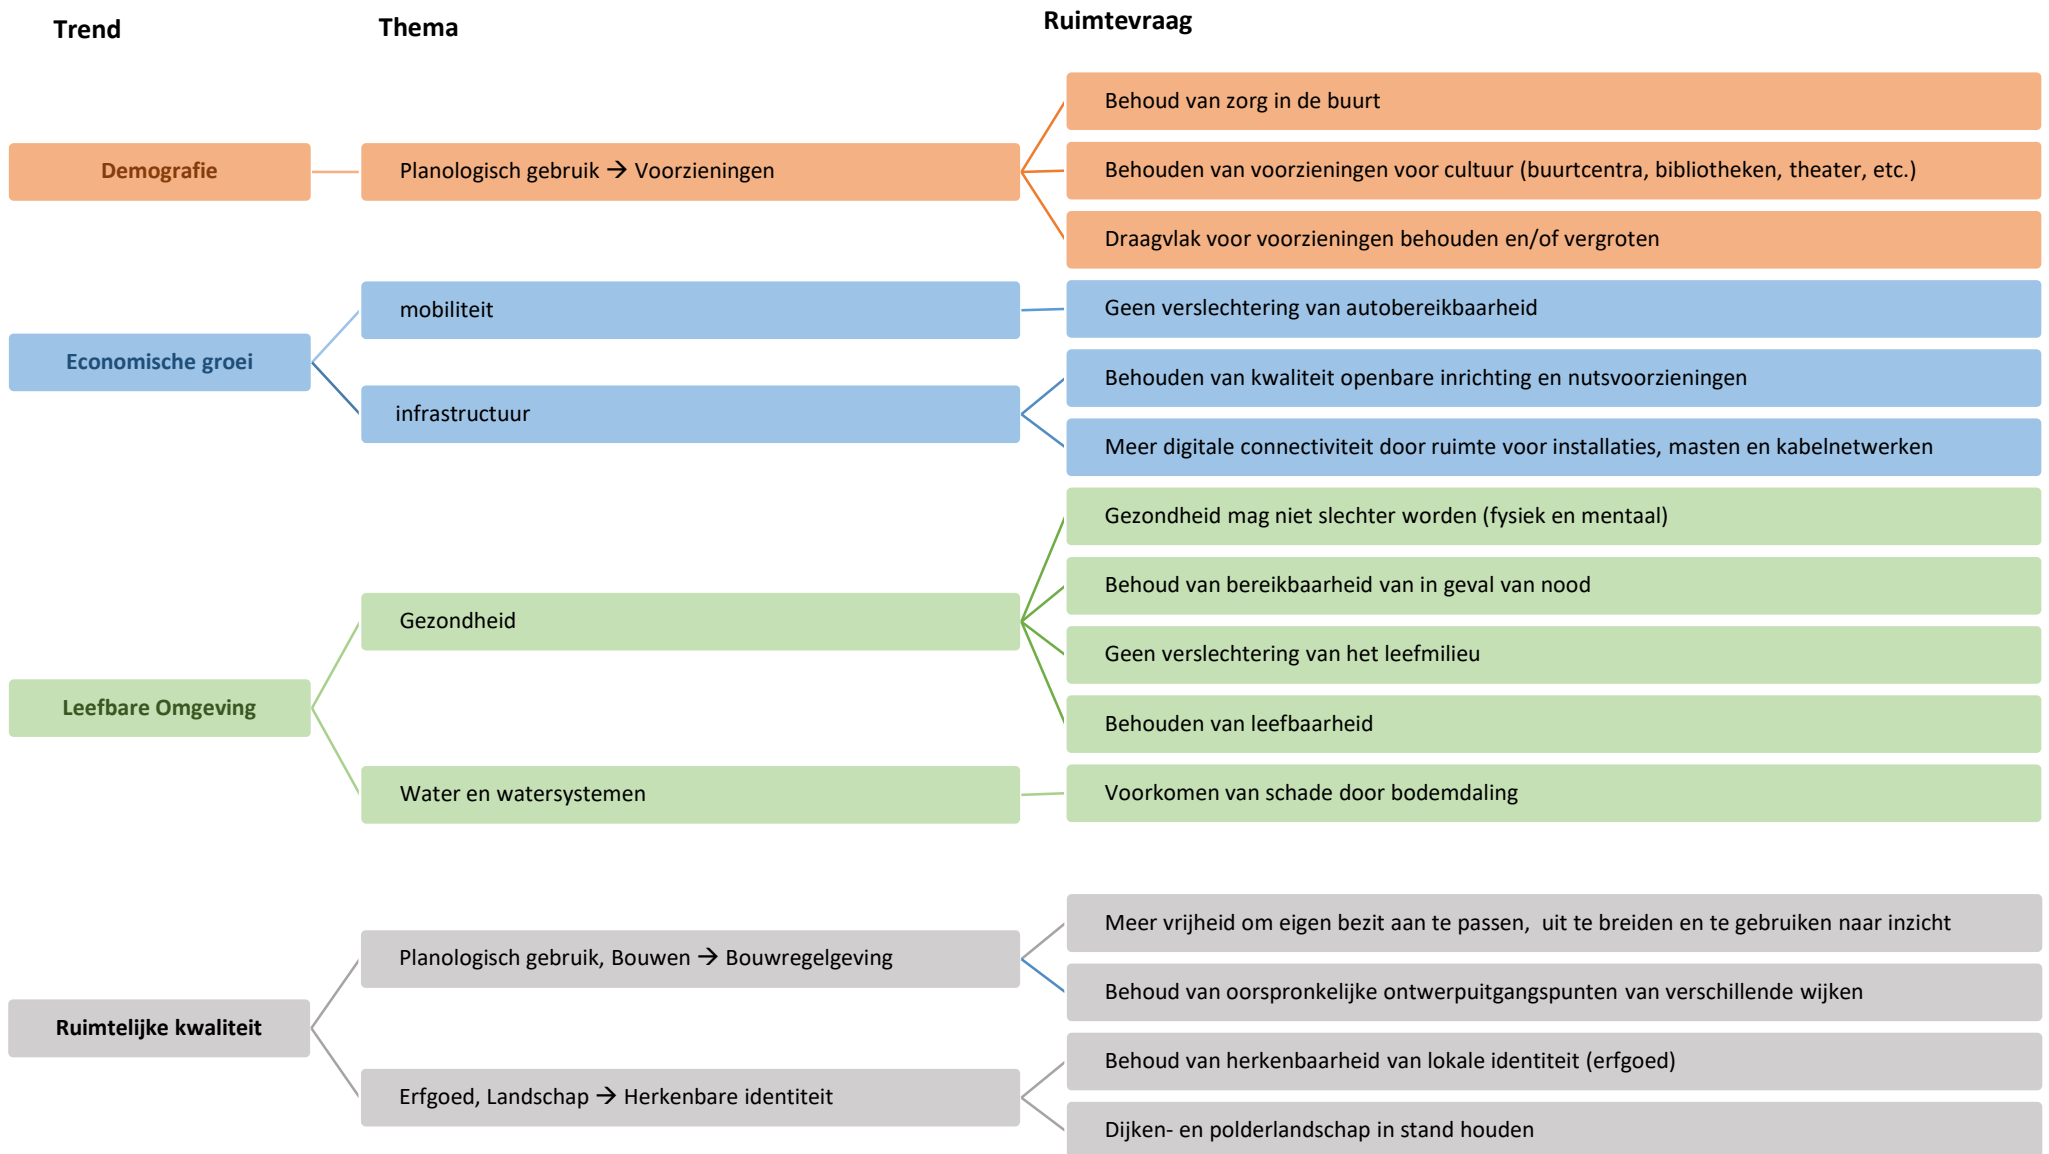 Trend
Thema
Ruimtevraag
Demografie
Planologisch gebruik → Voorzieningen
Behoud van zorg in de buurt
Behouden van voorzieningen voor cultuur (buurtcentra, bibliotheken, theater, etc.)
Draagvlak voor voorzieningen behouden en/of vergroten
Economische groei
mobiliteit
Geen verslechtering van autobereikbaarheid
infrastructuur
Behouden van kwaliteit openbare inrichting en nutsvoorzieningen
Meer digitale connectiviteit door ruimte voor installaties, masten en kabelnetwerken
Leefbare Omgeving
Gezondheid
Gezondheid mag niet slechter worden (fysiek en mentaal)
Behoud van bereikbaarheid van in geval van nood
Geen verslechtering van het leefmilieu
Behouden van leefbaarheid
Water en watersystemen
Voorkomen van schade door bodemdaling
Ruimtelijke kwaliteit
Planologisch gebruik, Bouwen → Bouwregelgeving
Meer vrijheid om eigen bezit aan te passen, uit te breiden en te gebruiken naar inzicht
Behoud van oorspronkelijke ontwerpuitgangspunten van verschillende wijken
Erfgoed, Landschap → Herkenbare identiteit
Behoud van herkenbaarheid van lokale identiteit (erfgoed)
Dijken- en polderlandschap in stand houden